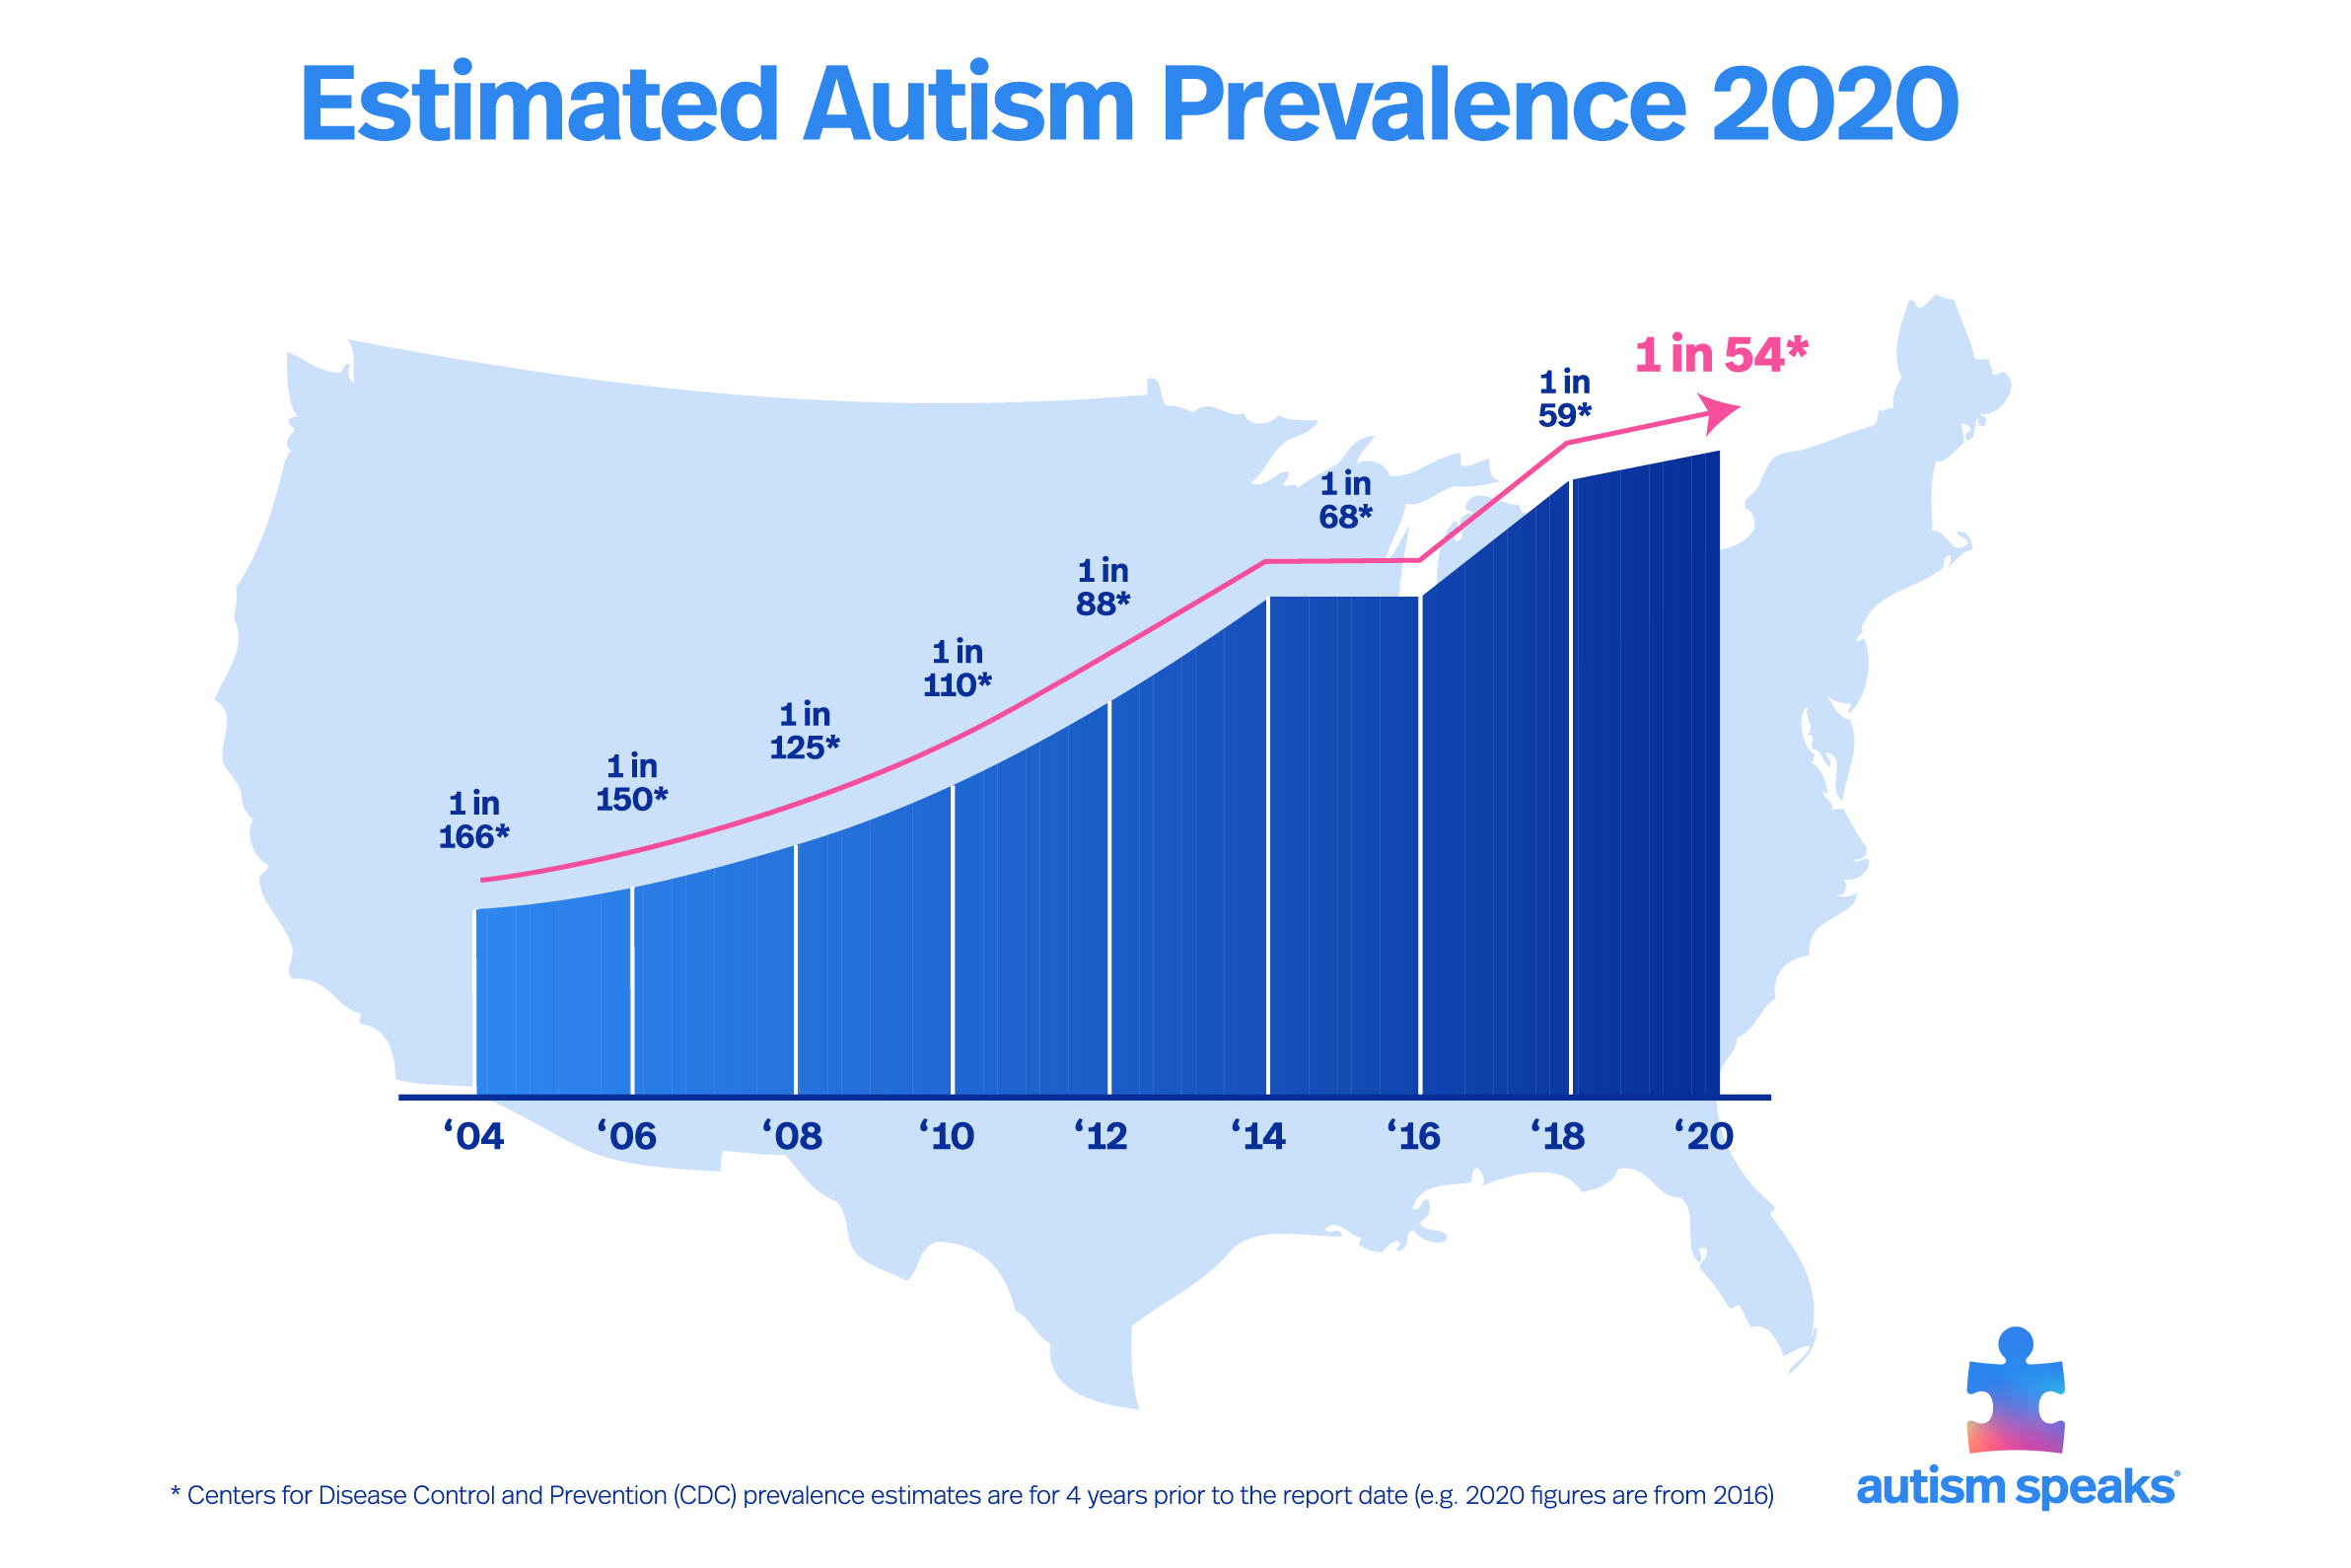 Estimated Autism Prevalence 2020
1 in 54*
1 in
59*
1 in
68*
1 in
88*
1 in
110*
1 in
125*
1 in
150*
1 in
166*
‘04 ‘06 ‘08 ‘10 ‘12 ‘14 ‘16 ‘18 ‘20
* Centers for Disease Control and Prevention (CDC) prevalence estimates are for 4 years prior to the report date (e.g. 2020 figures are from 2016)
autism speaks®